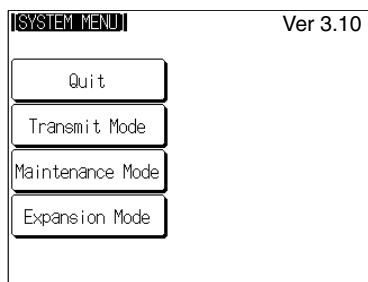 [SYSTEM MENU] Ver 3.10
Quit
Transmit Mode
Maintenance Mode
Expansion Mode